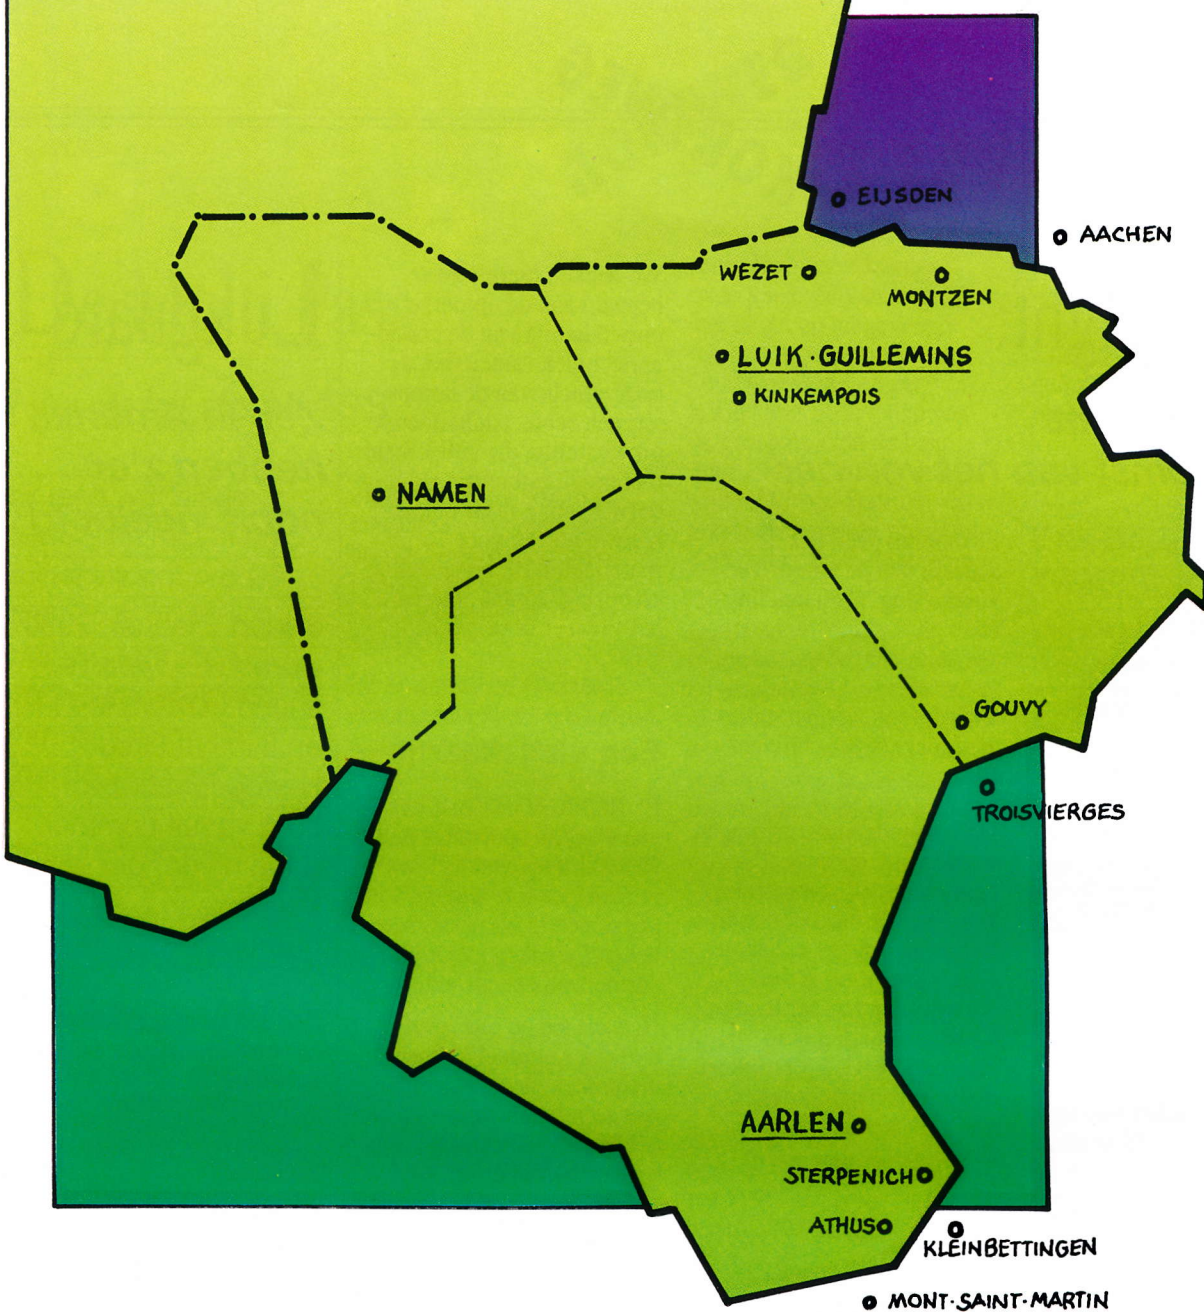 EIJSDEN
AACHEN
WEZET
MONTZEN
LUIK·GUILLEMINS
KINKEMPOIS
NAMEN
GOUVY
TROISVIERGES
AARLEN
STERPENICH
ATHUS
KLEINBETTINGEN
MONT·SAINT·MARTIN